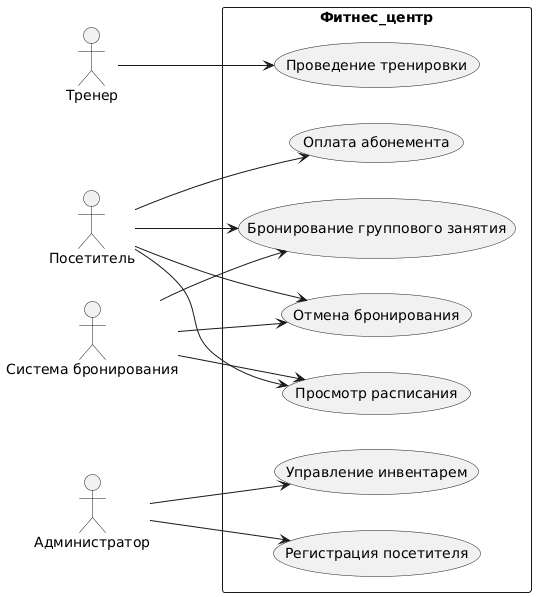 Фитнес_центр
Тренер
Проведение тренировки
Оплата абонемента
Посетитель
Бронирование группового занятия
Отмена бронирования
Система бронирования
Просмотр расписания
Управление инвентарем
Администратор
Регистрация посетителя